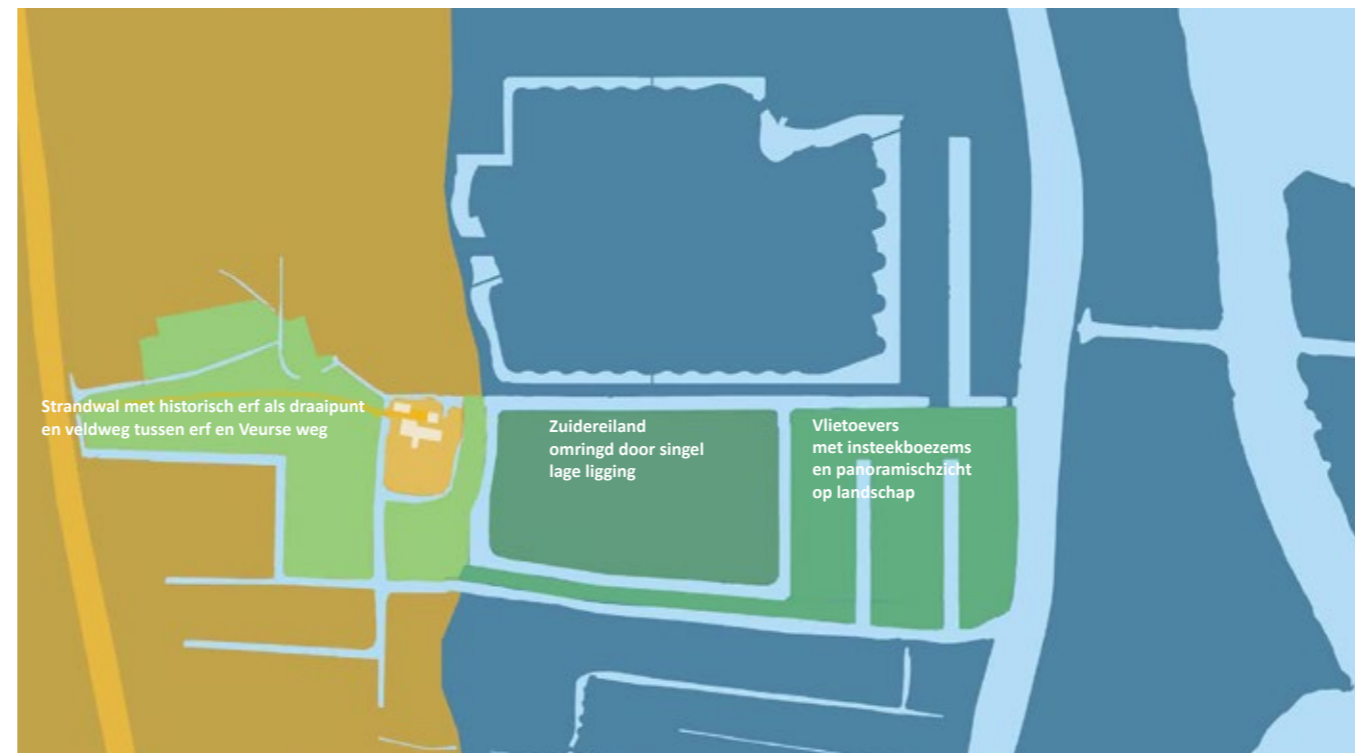 Strandwal met historisch erf als draaipunt
en veldweg tussen erf en Veurse weg
Zuidereiland
omringd door singel
lage ligging
Vlietoevers
met insteekboezems
en panoramischzicht
op landschap